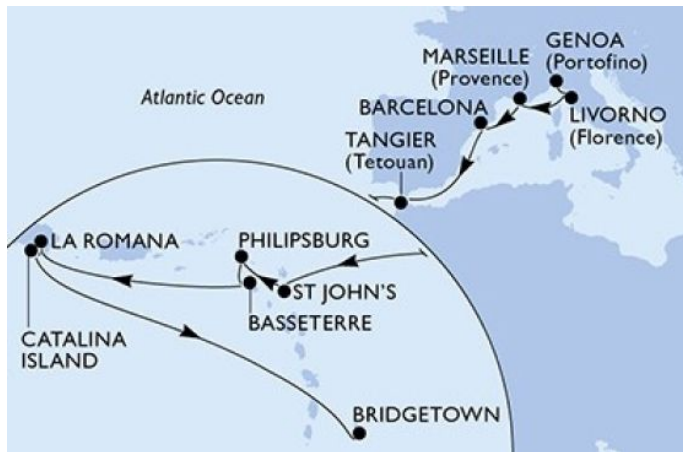 GENOA
(Portofino)
MARSEILLE
(Provence)
Atlantic Ocean
BARCELONA
LIVORNO
(Florence)
TANGIER
(Tetouan)
LA ROMANA
PHILIPSBURG
ST JOHN'S
BASSETERRE
CATALINA
ISLAND
BRIDGETOWN